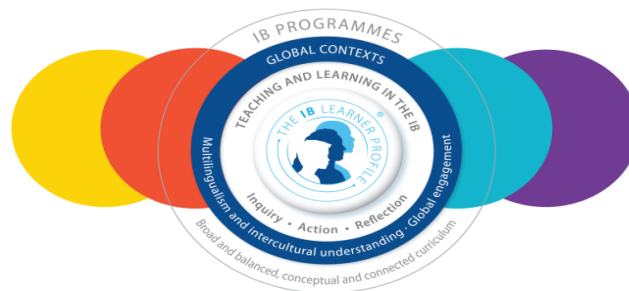 IB PROGRAMMES
GLOBAL CONTEXTS
TEACHING AND LEARNING IN THE IB
THE IB LEARNER PROFILE
®
Inquiry • Action • Reflection
Multilingualism and intercultural understanding · Global engagement
Broad and balanced, conceptual and connected curriculum